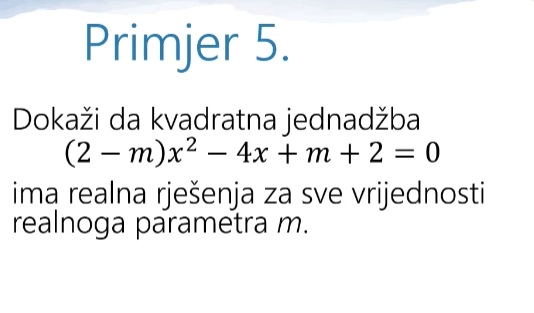 Primjer 5.
Dokaži da kvadratna jednadžba
(2 − m)x² − 4x + m + 2 = 0
ima realna rješenja za sve vrijednosti
realnoga parametra m.